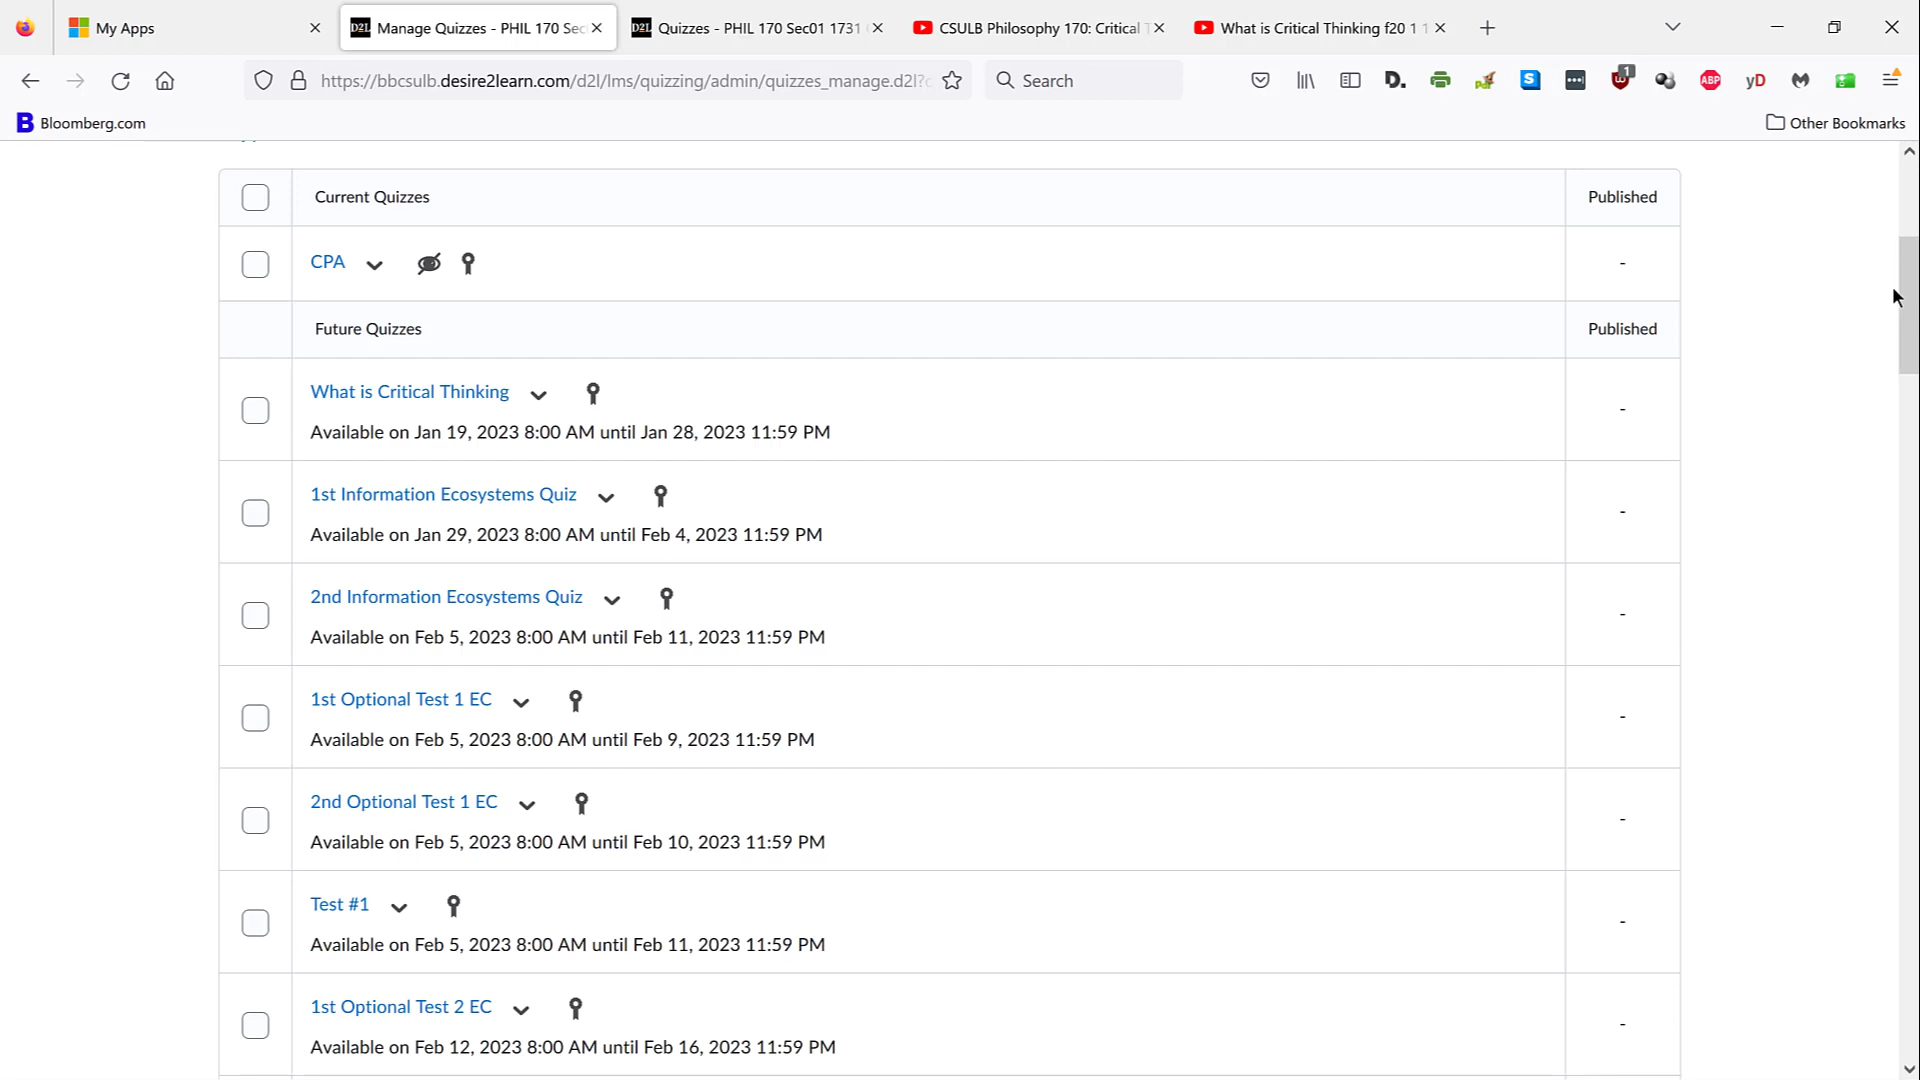 My Apps
D2L Manage Quizzes - PHIL 170 Sec
D2L Quizzes - PHIL 170 Sec01 1731
CSULB Philosophy 170: Critical T
What is Critical Thinking f20 1 1
https://bbcsulb.desire2learn.com/d2l/lms/quizzing/admin/quizzes_manage.d2l?
Search
D.
S
1
ABP
yD
B Bloomberg.com
Other Bookmarks
Current Quizzes
Published
CPA
-
Future Quizzes
Published
What is Critical Thinking
Available on Jan 19, 2023 8:00 AM until Jan 28, 2023 11:59 PM
-
1st Information Ecosystems Quiz
Available on Jan 29, 2023 8:00 AM until Feb 4, 2023 11:59 PM
-
2nd Information Ecosystems Quiz
Available on Feb 5, 2023 8:00 AM until Feb 11, 2023 11:59 PM
-
1st Optional Test 1 EC
Available on Feb 5, 2023 8:00 AM until Feb 9, 2023 11:59 PM
-
2nd Optional Test 1 EC
Available on Feb 5, 2023 8:00 AM until Feb 10, 2023 11:59 PM
-
Test #1
Available on Feb 5, 2023 8:00 AM until Feb 11, 2023 11:59 PM
-
1st Optional Test 2 EC
Available on Feb 12, 2023 8:00 AM until Feb 16, 2023 11:59 PM
-